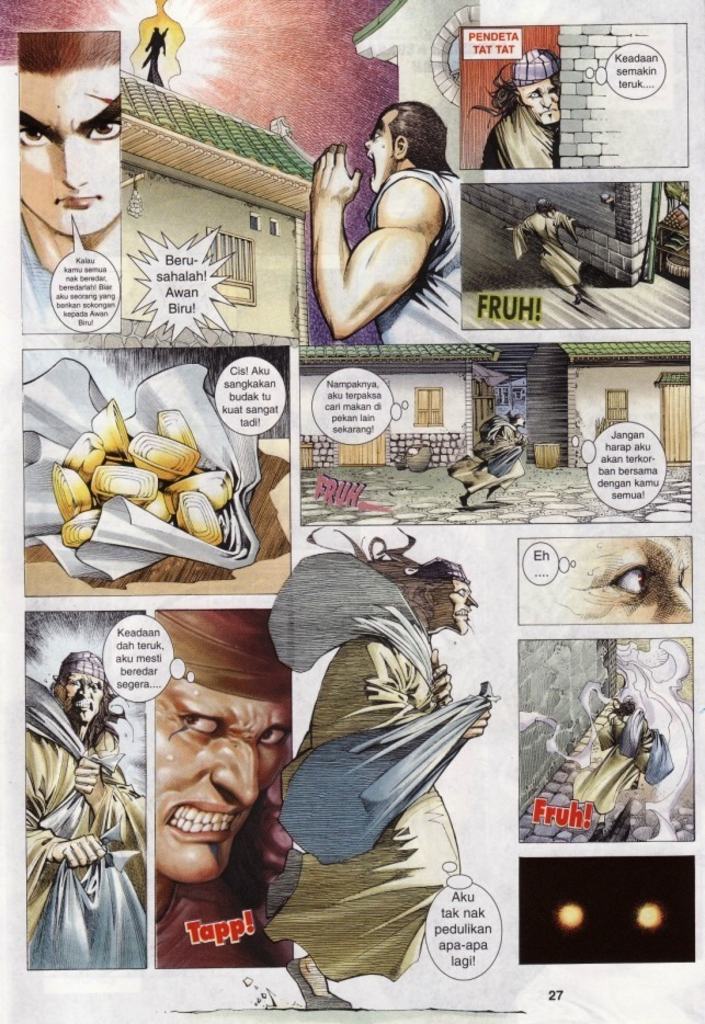 Kalau
kamu semua
nak beredar,
beredarlah! Biar
aku seorang yang
berikan sokongan
kepada Awan
Biru!
Beru-
sahalah!
Awan
Biru!
PENDETA
TAT TAT
Keadaan
semakin
teruk....
FRUH!
Cis! Aku
sangkakan
budak tu
kuat sangat
tadi!
Nampaknya,
aku terpaksa
cari makan di
pekan lain
sekarang!
FRUH
Jangan
harap aku
akan terkor-
ban bersama
dengan kamu
semua!
Eh
....
Keadaan
dah teruk,
aku mesti
beredar
segera....
Tapp!
Fruh!
Aku
tak nak
pedulikan
apa-apa
lagi!
27